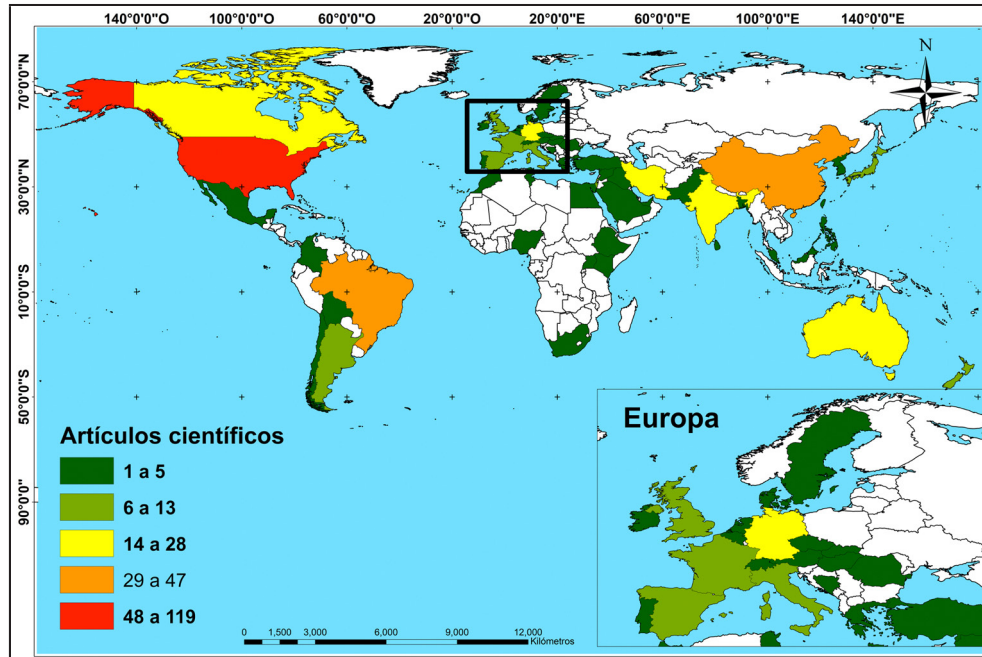 140°0'0"O 100°0'0"O 60°0'0"O 20°0'0"O 20°0'0"E 60°0'0"E 100°0'0"E 140°0'0"E
N
70°0'0"N
30°0'0"N
10°0'0"S
50°0'0"S
90°0'0"
Europa
Artículos científicos
1 a 5
6 a 13
14 a 28
29 a 47
48 a 119
0 1,500 3,000 6,000 9,000 12,000
Kilómetros